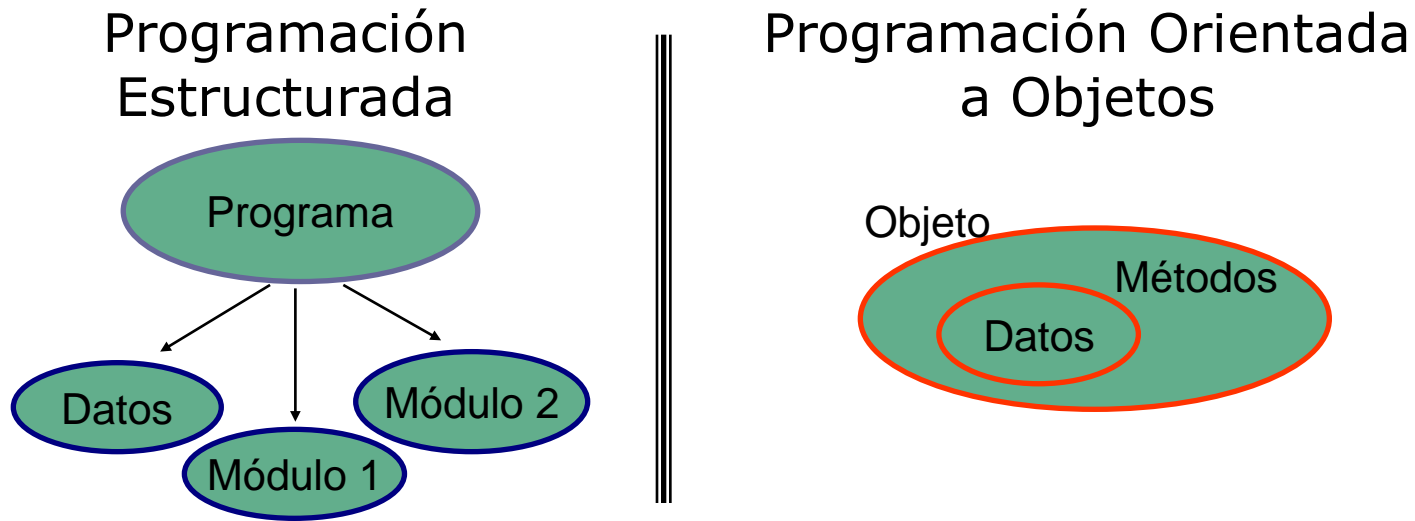 Programación
Estructurada
Programa
Datos
Módulo 1
Módulo 2
Programación Orientada
a Objetos
Objeto
Métodos
Datos